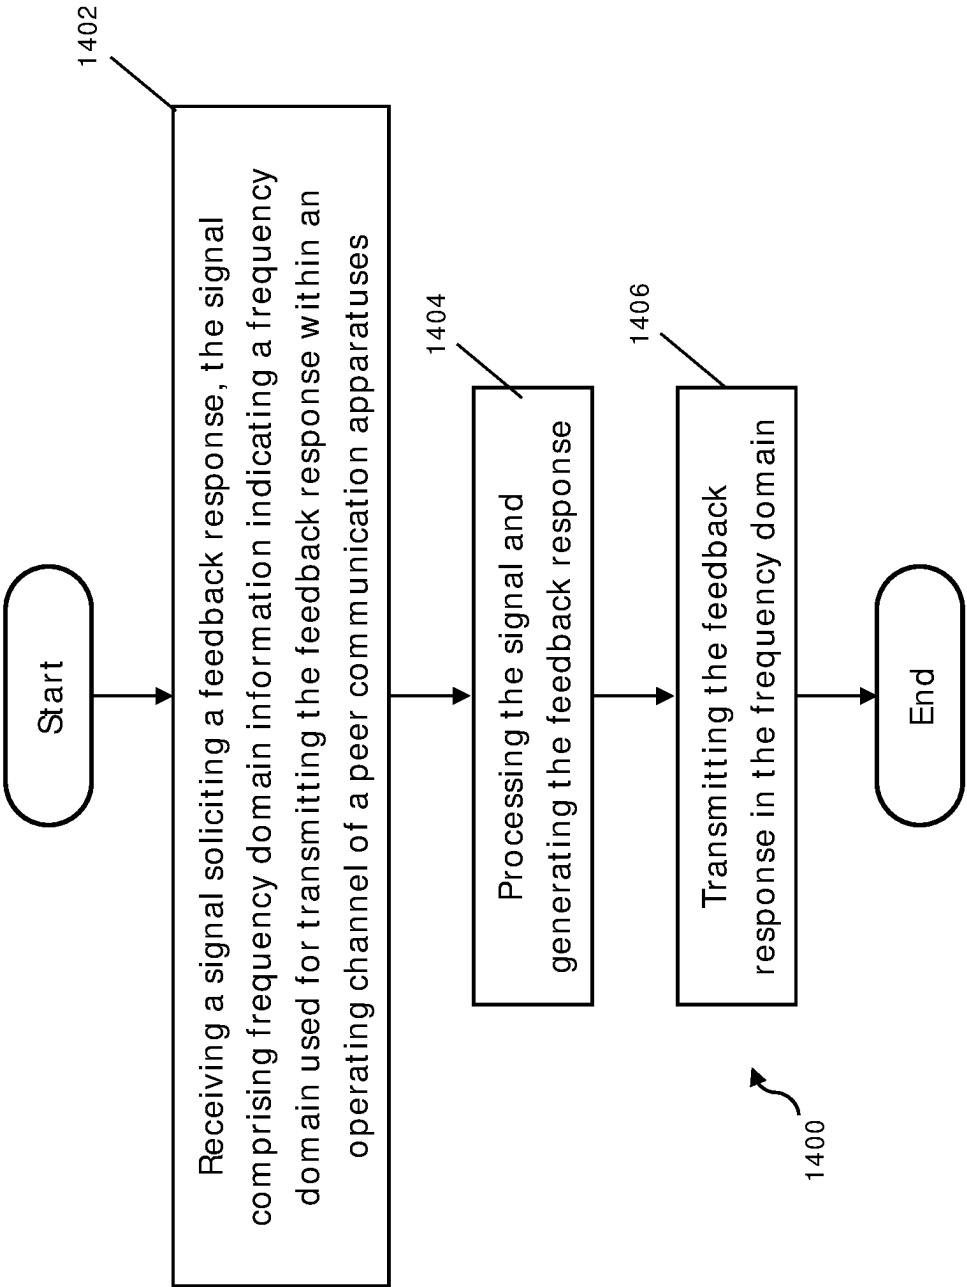 Start
1402
Receiving a signal soliciting a feedback response, the signal
comprising frequency domain information indicating a frequency
domain used for transmitting the feedback response within an
operating channel of a peer communication apparatuses
1404
Processing the signal and
generating the feedback response
1406
Transmitting the feedback
response in the frequency domain
End
1400